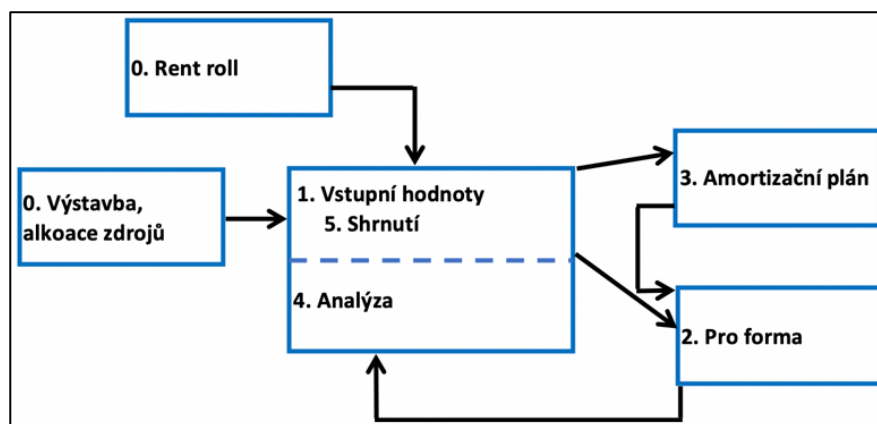 0. Rent roll
0. Výstavba,
alkoace zdrojů
1. Vstupní hodnoty
5. Shrnutí
4. Analýza
3. Amortizační plán
2. Pro forma